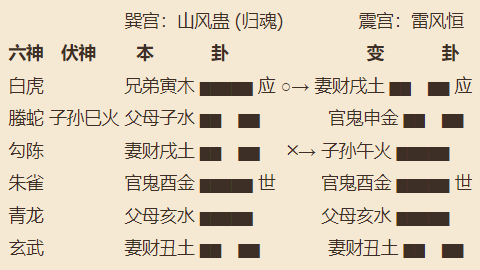 巽宫：山风蛊 (归魂) 震宫：雷风恒
六神 伏神 本 卦 变 卦
白虎 兄弟寅木 应 ○→ 妻财戌土 应
螣蛇 子孙巳火 父母子水 官鬼申金
勾陈 妻财戌土 ×→ 子孙午火
朱雀 官鬼酉金 世 官鬼酉金 世
青龙 父母亥水 父母亥水
玄武 妻财丑土 妻财丑土